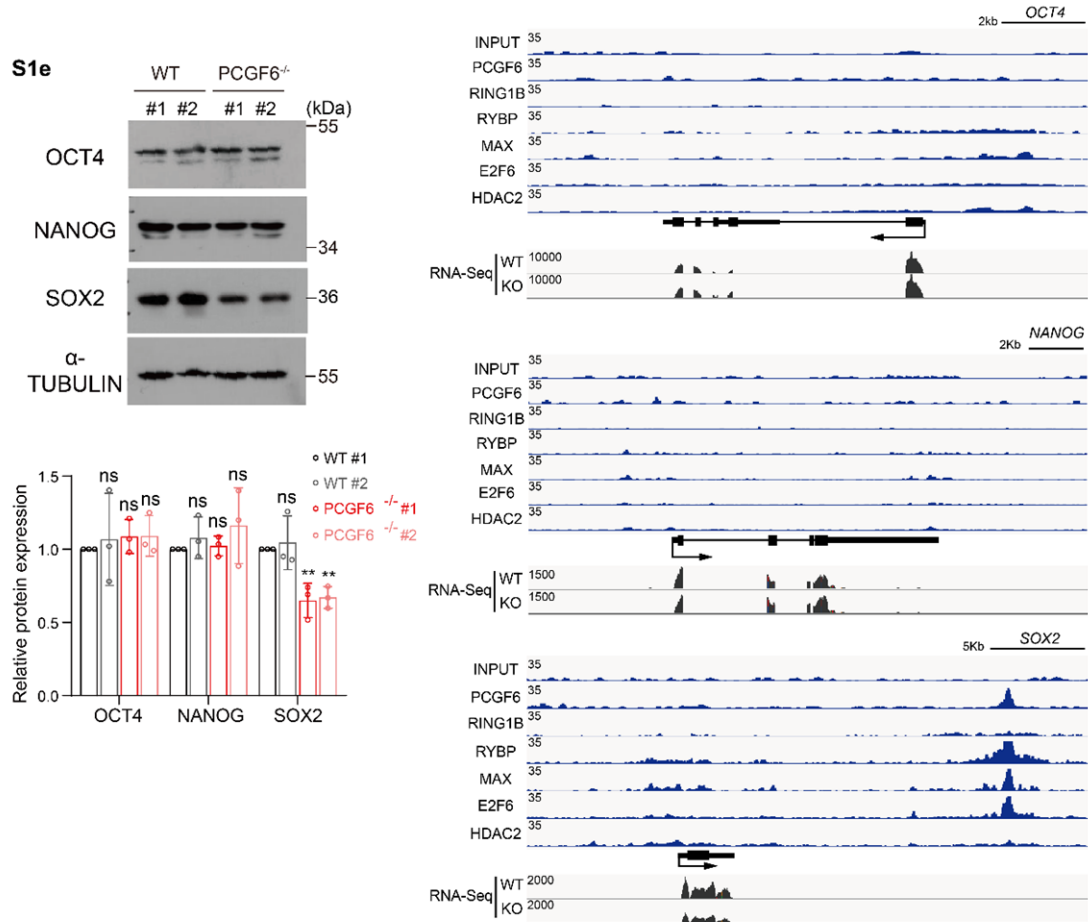 S1e
WT PCGF6-/-
#1 #2 #1 #2 (kDa)
OCT4
55
NANOG
34
SOX2
36
α-
TUBULIN
55
Relative protein expression
1.5
1.0
0.5
0.0
ns
ns
ns
ns
ns
ns
ns
**
**
WT #1
WT #2
PCGF6 -/- #1
PCGF6 -/- #2
OCT4 NANOG SOX2
2kb OCT4
INPUT 35
PCGF6 35
RING1B 35
RYBP 35
MAX 35
E2F6 35
HDAC2 35
RNA-Seq
WT 10000
KO 10000
2Kb NANOG
INPUT 35
PCGF6 35
RING1B 35
RYBP 35
MAX 35
E2F6 35
HDAC2 35
RNA-Seq
WT 1500
KO 1500
5Kb SOX2
INPUT 35
PCGF6 35
RING1B 35
RYBP 35
MAX 35
E2F6 35
HDAC2 35
RNA-Seq
WT 2000
KO 2000